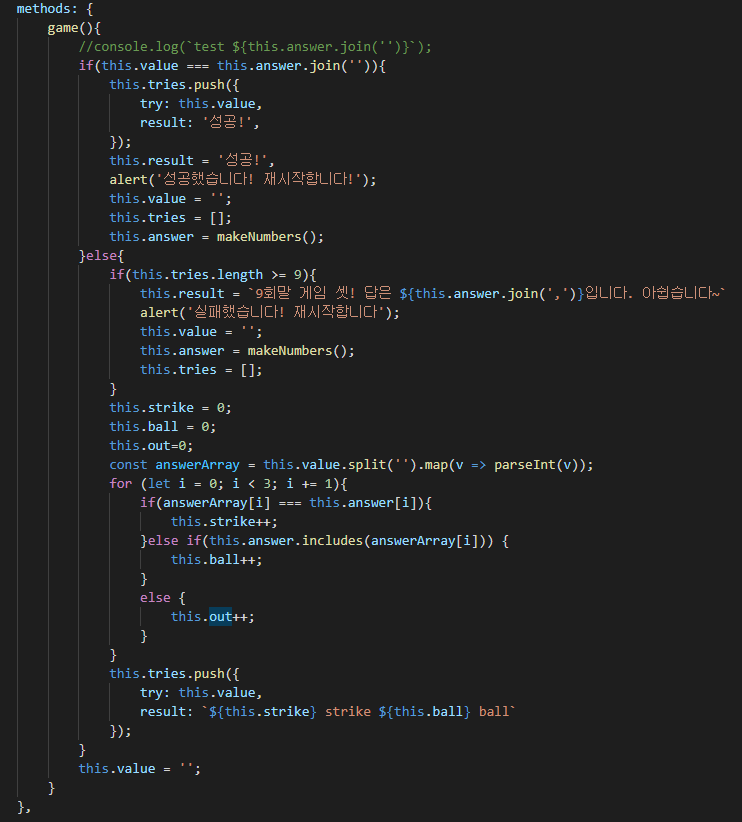 methods: {
    game(){
        //console.log(`test ${this.answer.join('')}`);
        if(this.value === this.answer.join('')){
            this.tries.push({
                try: this.value,
                result: '성공!',
            });
            this.result = '성공!',
            alert('성공했습니다! 재시작합니다!');
            this.value = '';
            this.tries = [];
            this.answer = makeNumbers();
        }else{
            if(this.tries.length >= 9){
                this.result = `9회말 게임 셋! 답은 ${this.answer.join(',')}입니다. 아쉽습니다~`
                alert('실패했습니다! 재시작합니다');
                this.value = '';
                this.answer = makeNumbers();
                this.tries = [];
            }
            this.strike = 0;
            this.ball = 0;
            this.out=0;
            const answerArray = this.value.split('').map(v => parseInt(v));
            for (let i = 0; i < 3; i += 1){
                if(answerArray[i] === this.answer[i]){
                    this.strike++;
                }else if(this.answer.includes(answerArray[i])) {
                    this.ball++;
                }
                else {
                    this.out++;
                }
            }
            this.tries.push({
                try: this.value,
                result: `${this.strike} strike ${this.ball} ball`
            });
        }
        this.value = '';
    }
},